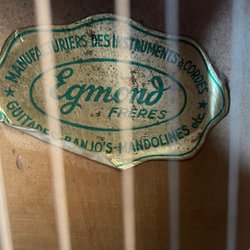 MANUFACTURIERS DES INSTRUMENTS A CORDES
Egmond
FRÈRES
GUITARES BANJO'S MANDOLINES etc.